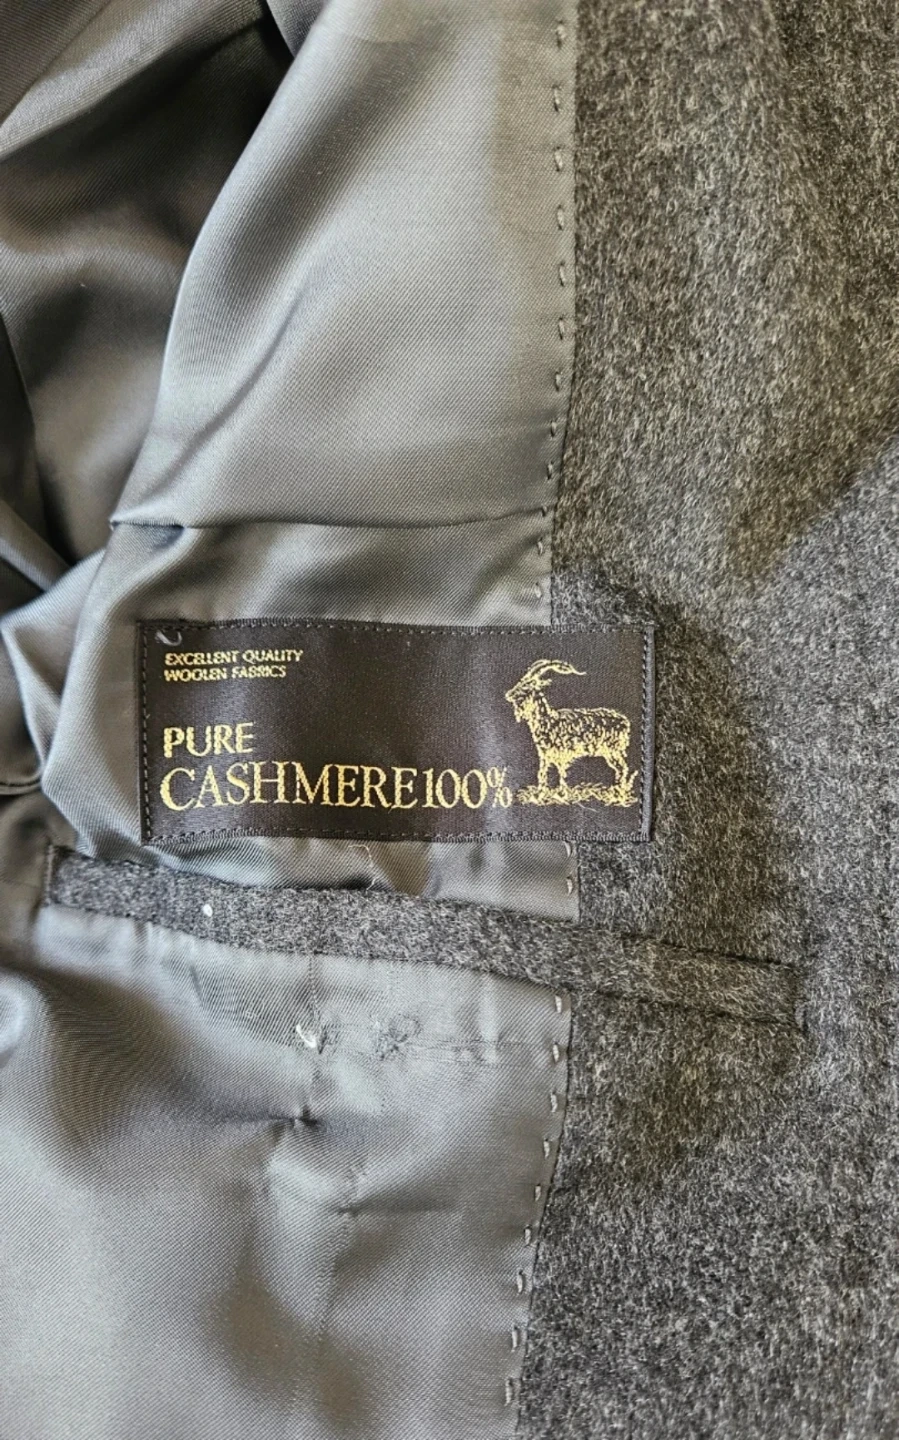 EXCELLENT QUALITY
WOOLEN FABRICS
PURE
CASHMERE100%